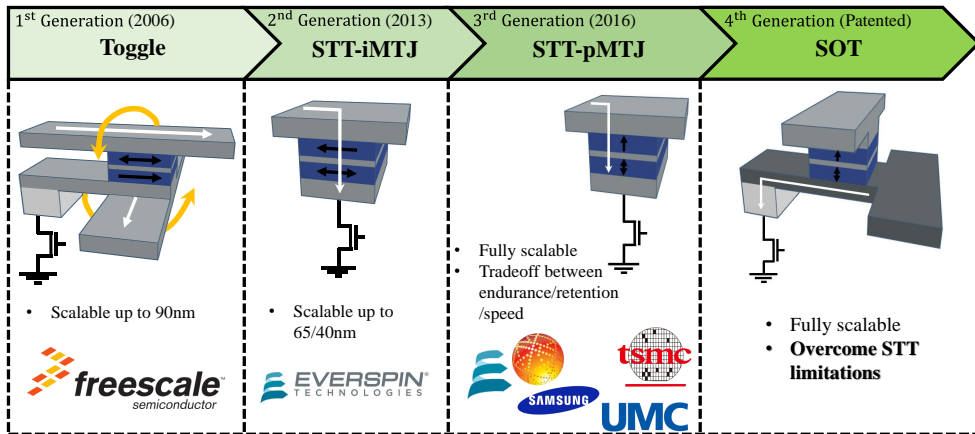 1st Generation (2006)
Toggle
2nd Generation (2013)
STT-iMTJ
3rd Generation (2016)
STT-pMTJ
4th Generation (Patented)
SOT
• Scalable up to 90nm
freescale™
semiconductor
• Scalable up to
65/40nm
EVERSPIN®
TECHNOLOGIES
• Fully scalable
• Tradeoff between
endurance/retention
/speed
SAMSUNG
tsmc
UMC
• Fully scalable
• Overcome STT
limitations